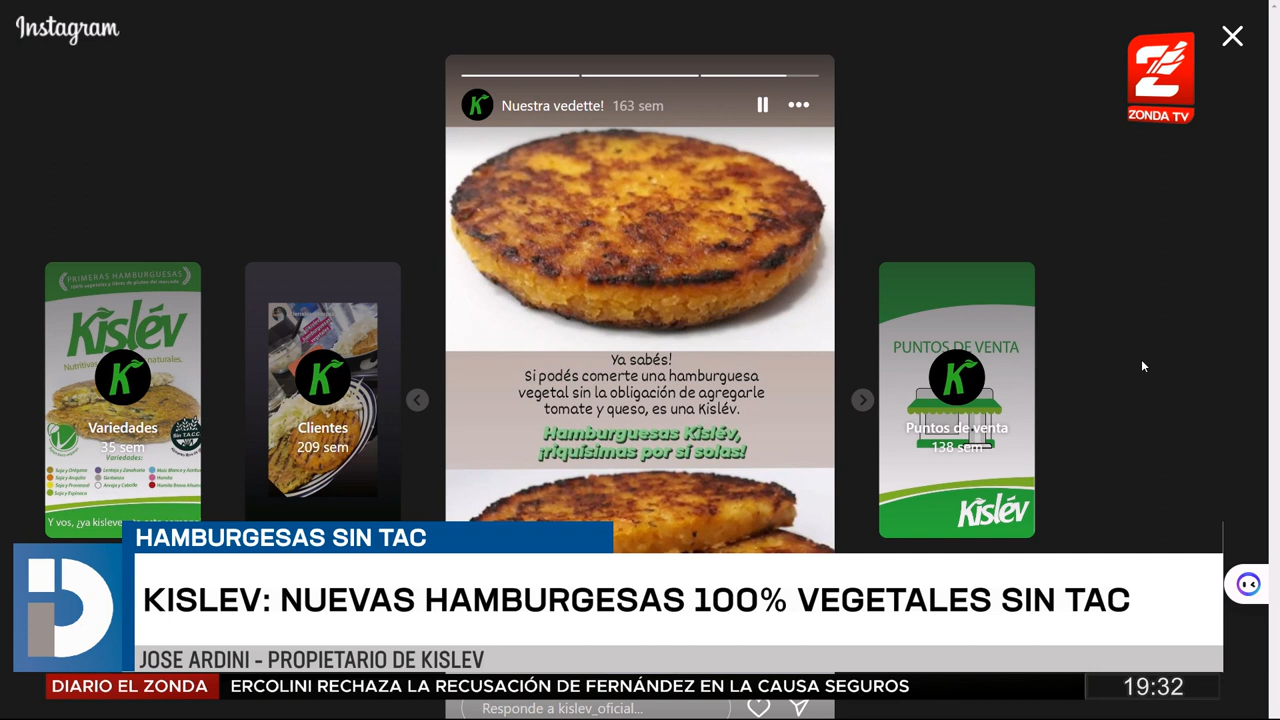 Instagram
ZONDA TV
Nuestra vedette! 163 sem
Ya sabés!
Si podés comerte una hamburguesa
vegetal sin la obligación de agregarle
tomate y queso, es una Kislév.
Hamburguesas Kislév,
¡riquísimas por sí solas!
PRIMERAS HAMBURGUESAS
Kislév
Variedades
35 sem
Sin T.A.C.C.
Variedades:
Y vos, ¿ya kisleve
Clientes
209 sem
PUNTOS DE VENTA
Puntos de venta
138 sem
Kislév
HAMBURGESAS SIN TAC
KISLEV: NUEVAS HAMBURGESAS 100% VEGETALES SIN TAC
JOSE ARDINI - PROPIETARIO DE KISLEV
DIARIO EL ZONDA ERCOLINI RECHAZA LA RECUSACIÓN DE FERNÁNDEZ EN LA CAUSA SEGUROS 19:32
Responde a kislev_oficial...